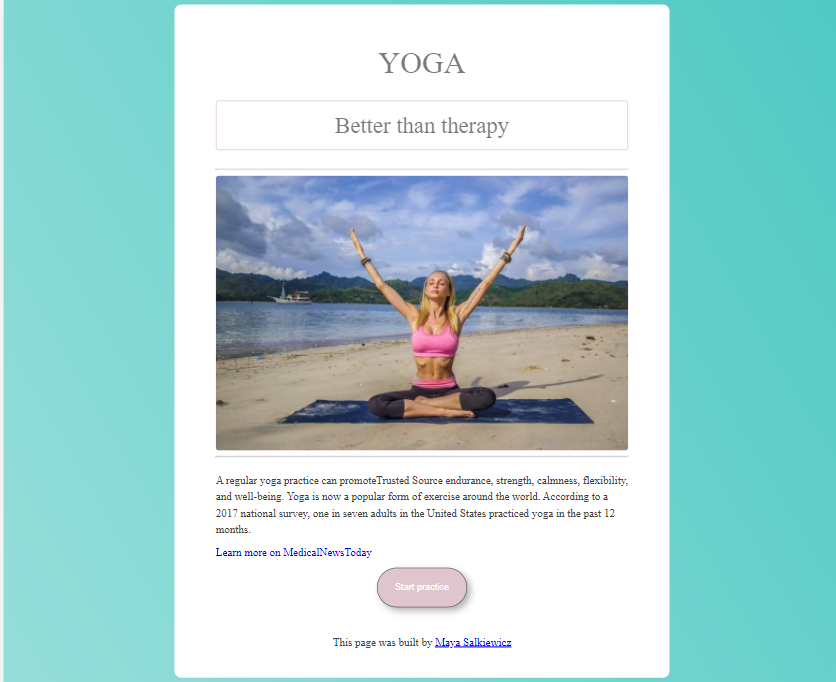 YOGA
Better than therapy
A regular yoga practice can promoteTrusted Source endurance, strength, calmness, flexibility,
and well-being. Yoga is now a popular form of exercise around the world. According to a
2017 national survey, one in seven adults in the United States practiced yoga in the past 12
months.
Learn more on MedicalNewsToday
Start practice
This page was built by Maya Salkiewicz